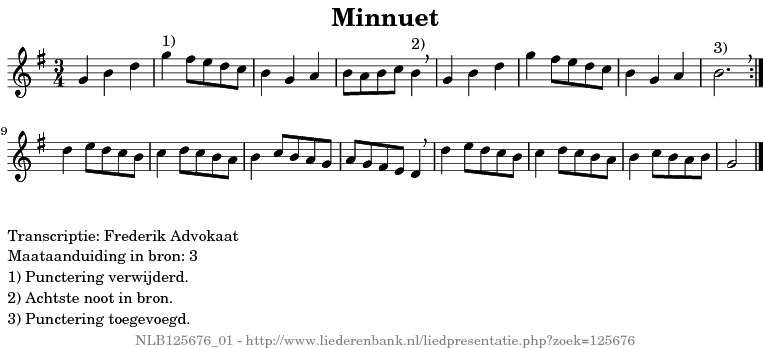 Minnuet
1)
2)
3)
3
4
9
Transcriptie: Frederik Advokaat
Maataanduiding in bron: 3
1) Punctering verwijderd.
2) Achtste noot in bron.
3) Punctering toegevoegd.
NLB125676_01 - http://www.liederenbank.nl/liedpresentatie.php?zoek=125676